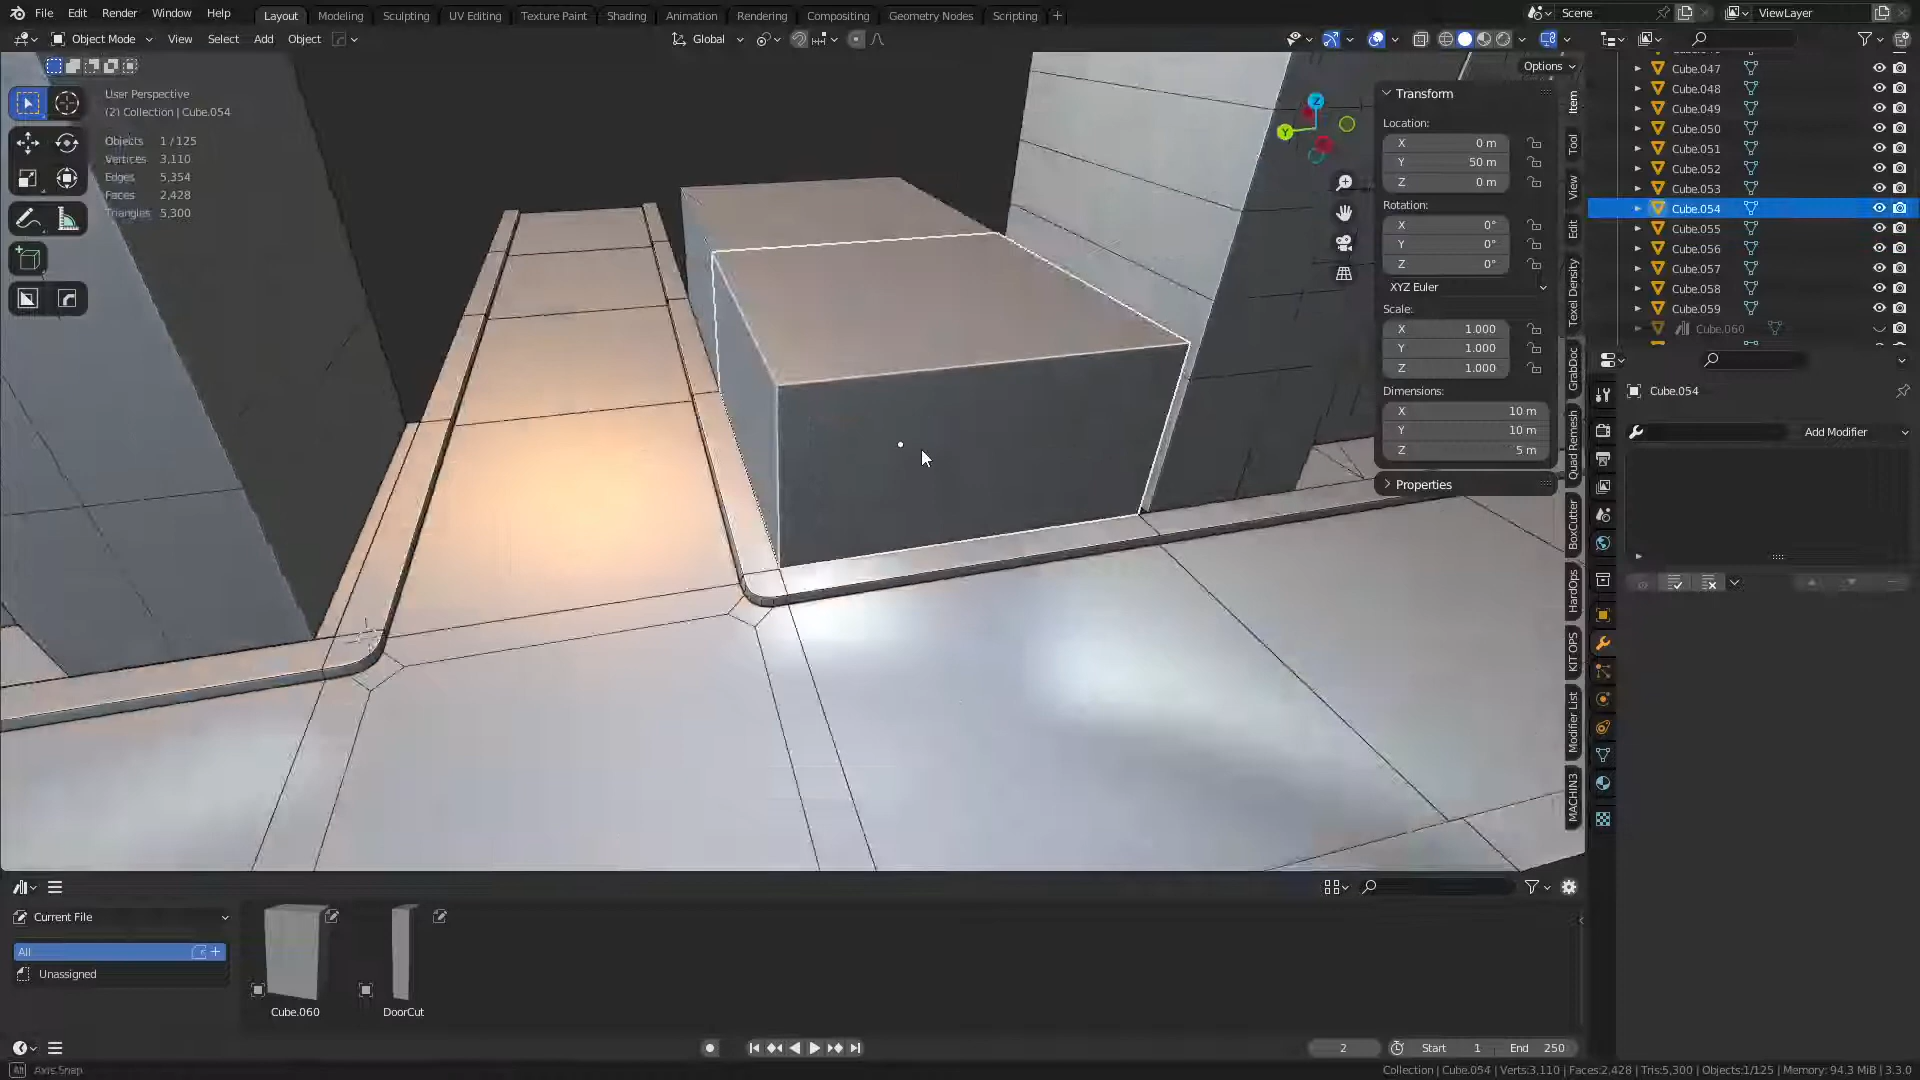 File Edit Render Window Help
Layout Modeling Sculpting UV Editing Texture Paint Shading Animation Rendering Compositing Geometry Nodes Scripting
Scene ViewLayer
Object Mode View Select Add Object Global
Options
User Perspective
(2) Collection | Cube.054
Objects 1/125
Vertices 3,110
Edges 5,354
Faces 2,428
Triangles 5,300
Z
Y
Transform
Location:
X 0 m
Y 50 m
Z 0 m
Rotation:
X 0°
Y 0°
Z 0°
XYZ Euler
Scale:
X 1.000
Y 1.000
Z 1.000
Dimensions:
X 10 m
Y 10 m
Z 5 m
Properties
Item
Tool
View
Edit
Texel Density
GrabDoc
Quad Remesh
BoxCutter
HardOps
KIT OPS
Modifier List
MACHIN3
Cube.047
Cube.048
Cube.049
Cube.050
Cube.051
Cube.052
Cube.053
Cube.054
Cube.055
Cube.056
Cube.057
Cube.058
Cube.059
Cube.060
Cube.054
Add Modifier
Current File
All
Unassigned
Cube.060
DoorCut
2 Start 1 End 250
Alt Axis Snap
Collection | Cube.054 | Verts:3,110 | Faces:2,428 | Tris:5,300 | Objects:1/125 | Memory: 94.3 MiB | 3.3.0